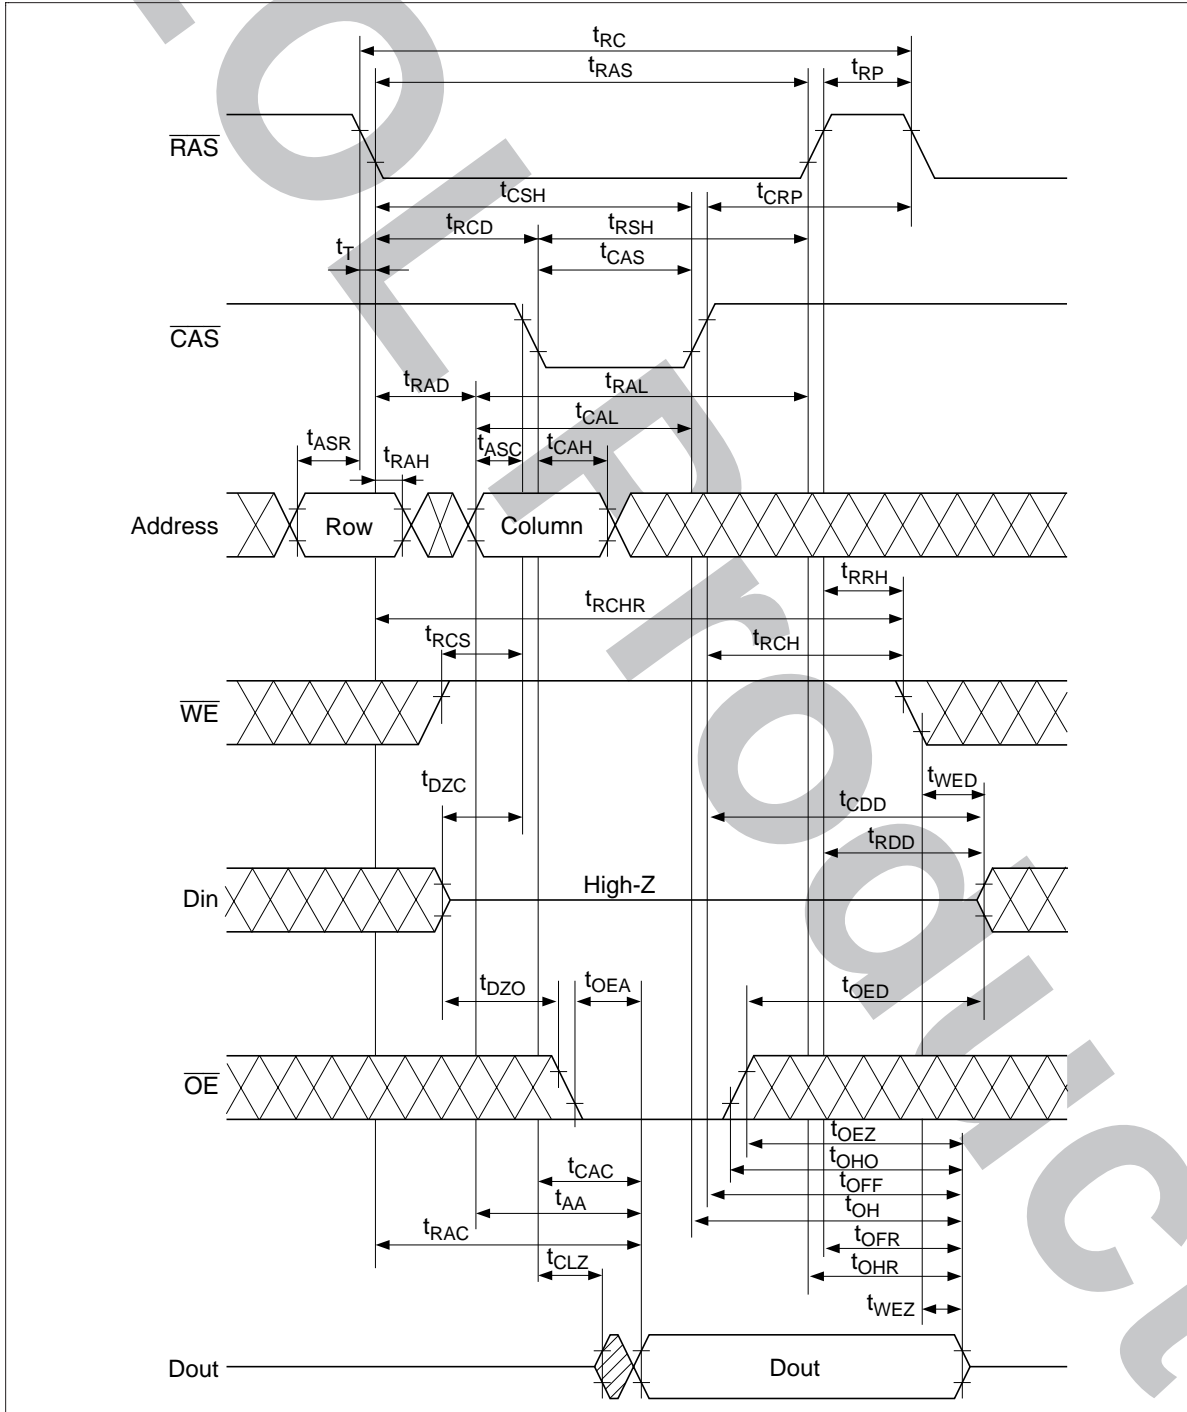 tRC
tRAS
tRP
RAS
tCSH
tCRP
tRCD
tRSH
tT
tCAS
CAS
tRAD
tRAL
tCAL
tASR
tASC
tCAH
tRAH
Address
Row
Column
tRRH
tRCHR
tRCS
tRCH
WE
tDZC
tWED
tCDD
tRDD
High-Z
Din
tDZO
tOEA
tOED
OE
tOEZ
tCAC
tOHO
tOFF
tAA
tOH
tRAC
tOFR
tCLZ
tOHR
tWEZ
Dout
Dout
OL Product